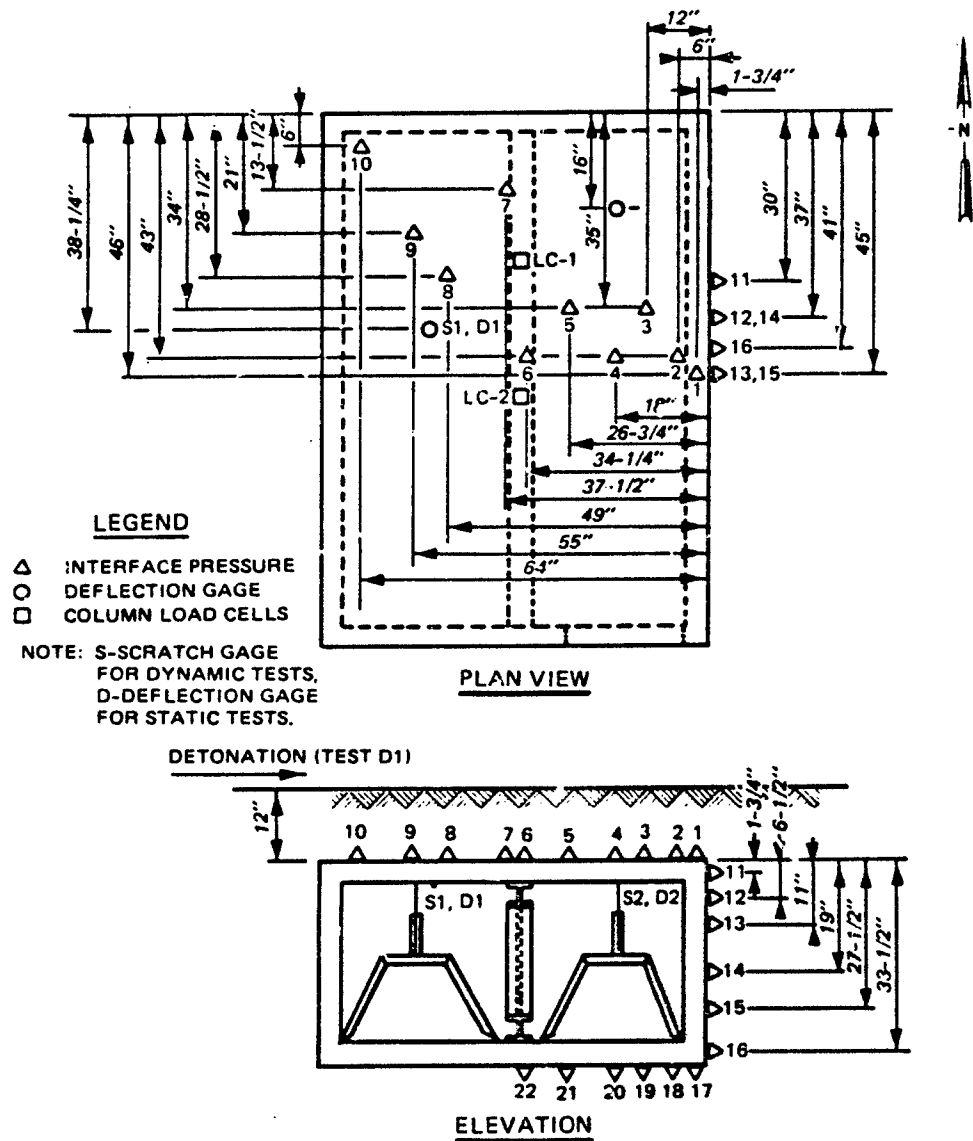 12"
6"
1-3/4"
N
38-1/4"
46"
43"
34"
28-1/2"
21"
13-1/2"
6"
16"
35"
30"
37"
41"
45"
10
7
9
LC-1
8
11
S1, D1
5
3
12,14
16
6
4
2
1
13,15
LC-2
18"
26-3/4"
34-1/4"
37-1/2"
49"
55"
64"
LEGEND
INTERFACE PRESSURE
DEFLECTION GAGE
COLUMN LOAD CELLS
NOTE: S-SCRATCH GAGE
FOR DYNAMIC TESTS,
D-DEFLECTION GAGE
FOR STATIC TESTS.
PLAN VIEW
DETONATION (TEST D1)
12"
1-3/4"
6-1/2"
10 9 8 7 6 5 4 3 2 1
11
12
13
14
15
16
11"
19"
27-1/2"
33-1/2"
S1, D1
S2, D2
22 21 20 19 18 17
ELEVATION